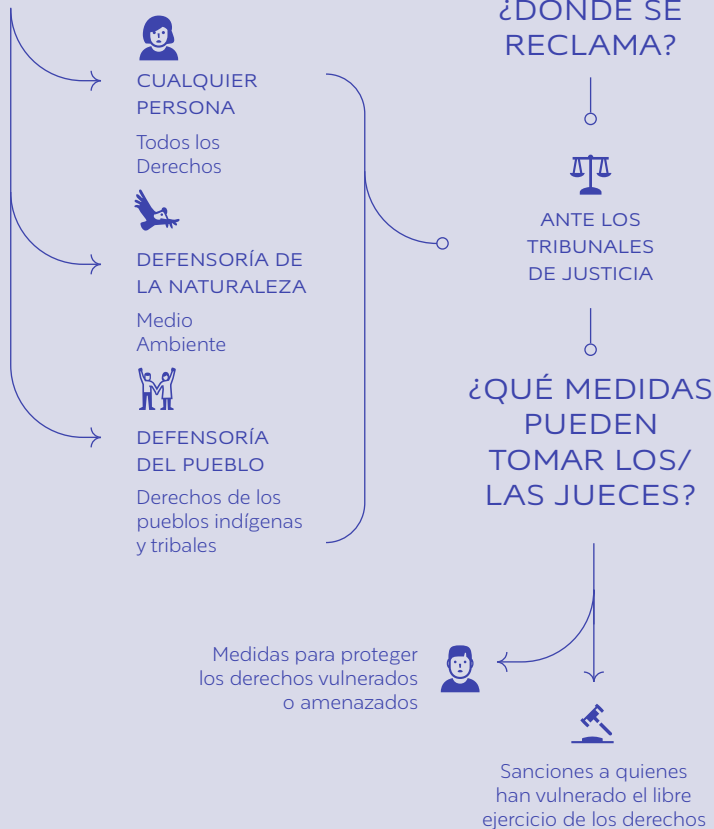 CUALQUIER
PERSONA
Todos los
Derechos
DEFENSORÍA DE
LA NATURALEZA
Medio
Ambiente
DEFENSORÍA
DEL PUEBLO
Derechos de los
pueblos indígenas
y tribales
¿DÓNDE SE
RECLAMA?
ANTE LOS
TRIBUNALES
DE JUSTICIA
¿QUÉ MEDIDAS
PUEDEN
TOMAR LOS/
LAS JUECES?
Medidas para proteger
los derechos vulnerados
o amenazados
Sanciones a quienes
han vulnerado el libre
ejercicio de los derechos